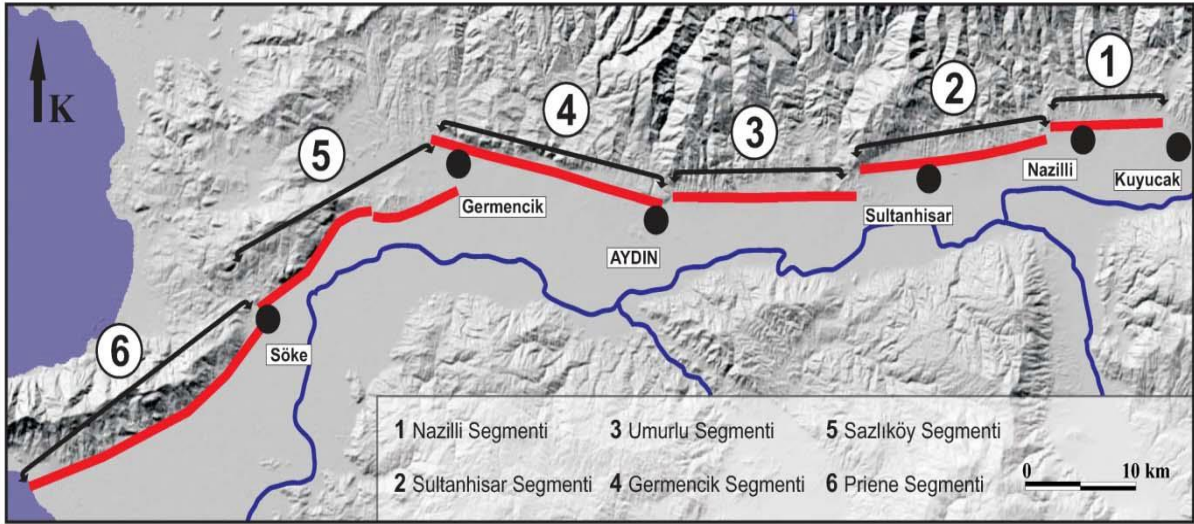 1
2
3
4
5
6
K
Kuyucak
Nazilli
Sultanhisar
Germencik
AYDIN
Söke
1 Nazilli Segmenti 3 Umurlu Segmenti 5 Sazlıköy Segmenti
2 Sultanhisar Segmenti 4 Germencik Segmenti 6 Priene Segmenti
0 10 km